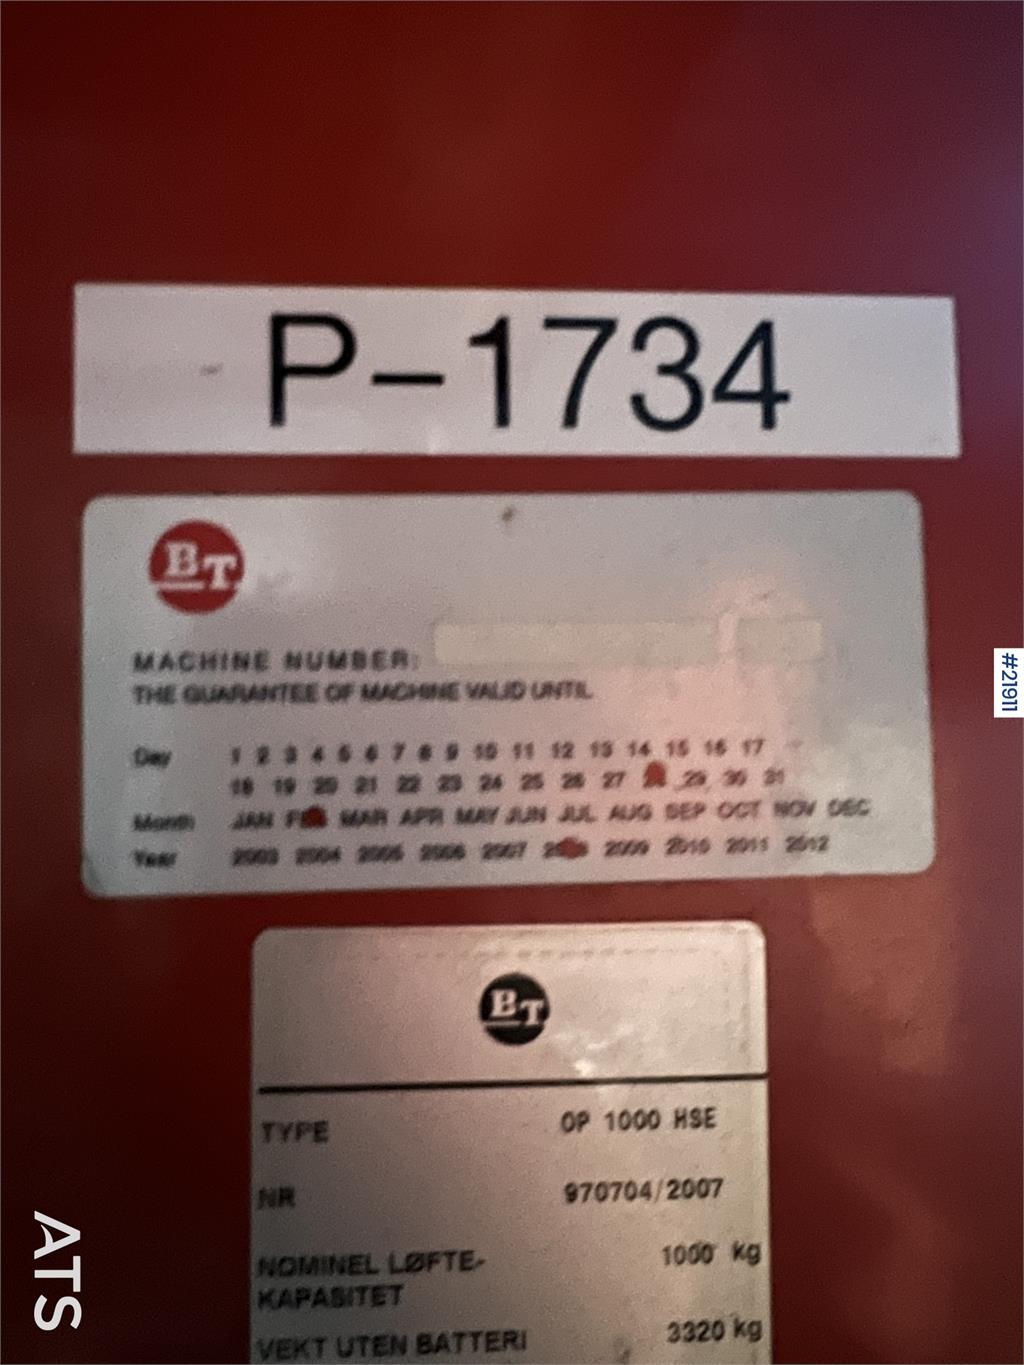 P-1734
BT
MACHINE NUMBER:
THE GUARANTEE OF MACHINE VALID UNTIL
Day 1 2 3 4 5 6 7 8 9 10 11 12 13 14 15 16 17
18 19 20 21 22 23 24 25 26 27 29 30 31
Month JAN MAR APR MAY JUN JUL AUG SEP OCT NOV DEC
Year 2003 2004 2005 2006 2007 2009 2010 2011 2012
#21911
BT
TYPE OP 1000 HSE
NR 970704/2007
NOMINEL LØFTE- 1000 kg
KAPASITET
VEKT UTEN BATTERI 3320 kg
ATS